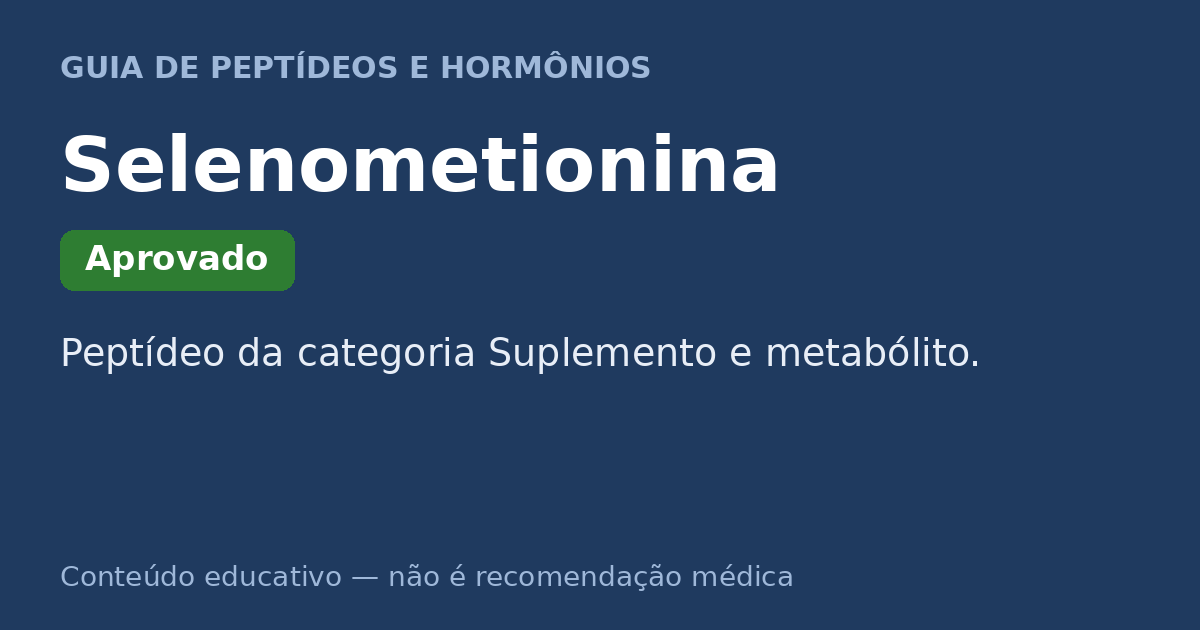 GUIA DE PEPTÍDEOS E HORMÔNIOS
Selenometionina
Aprovado
Peptídeo da categoria Suplemento e metabólito.
Conteúdo educativo — não é recomendação médica